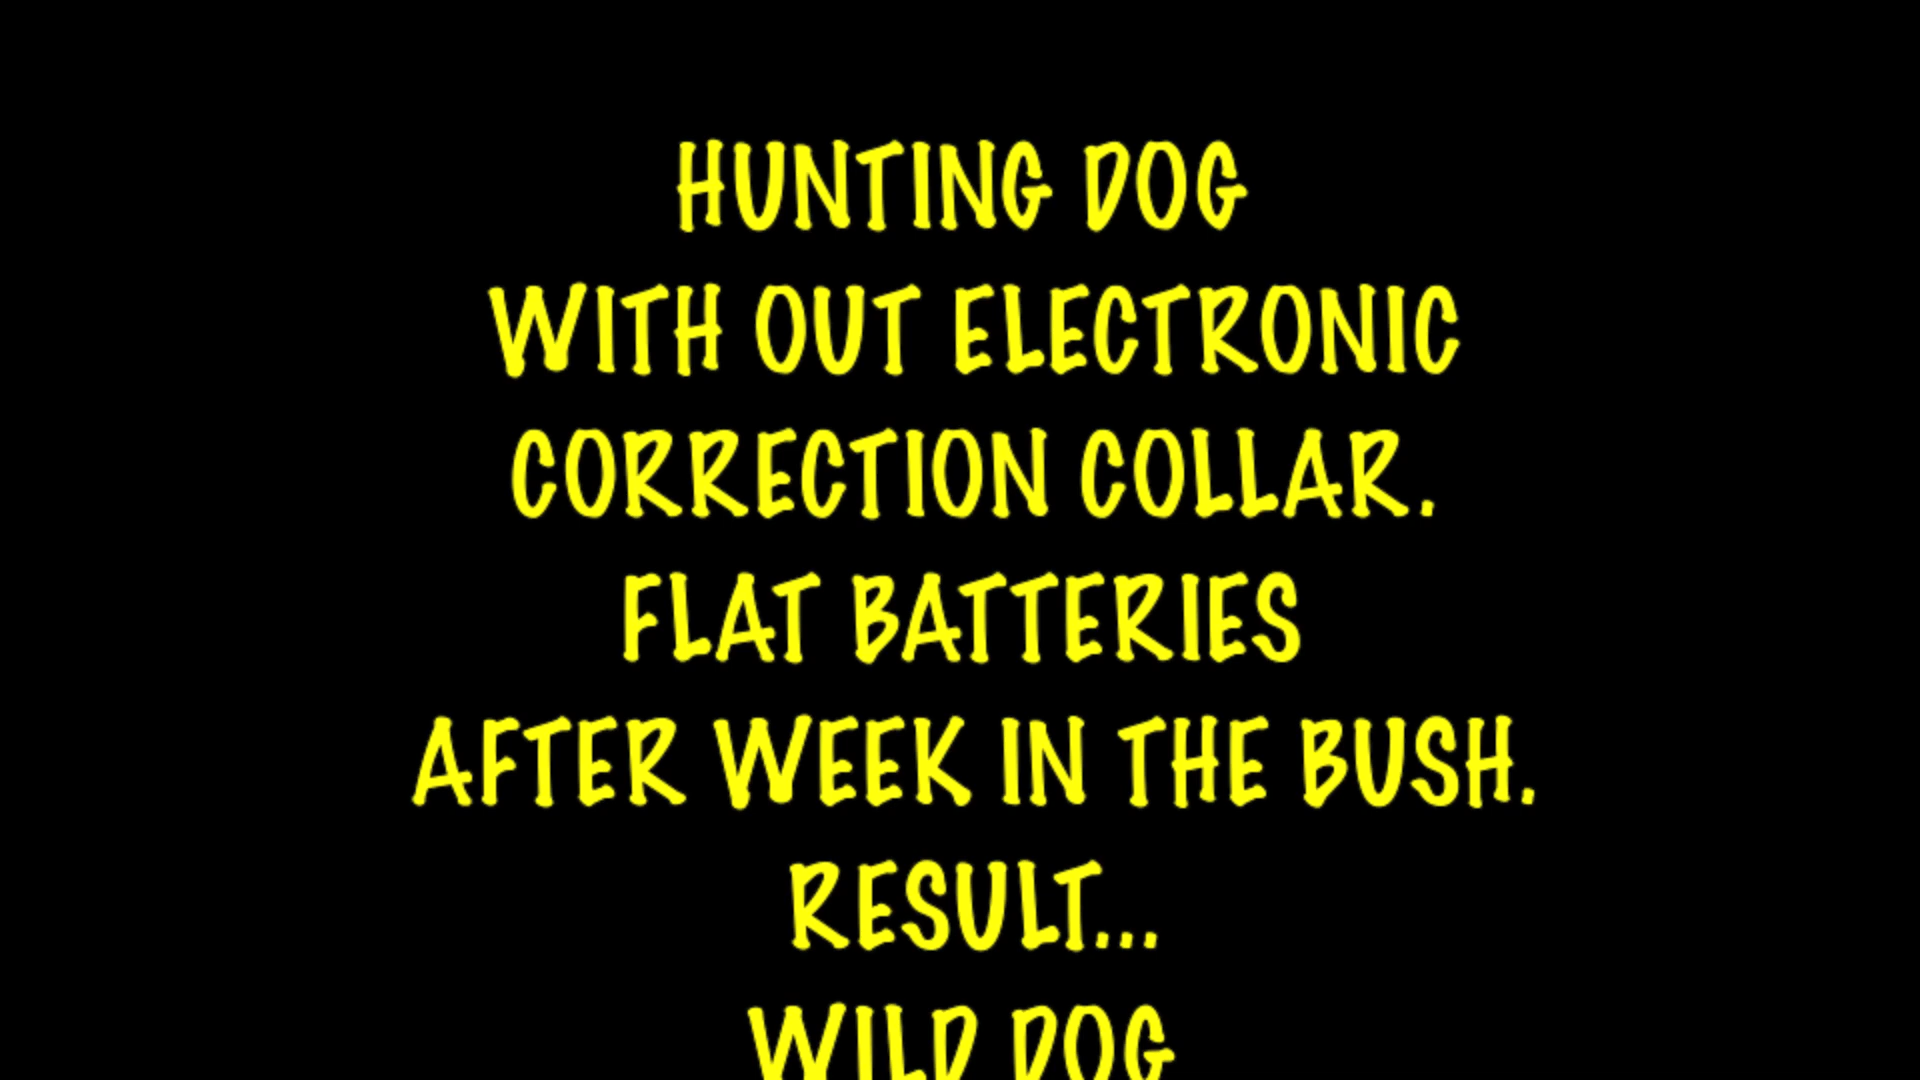 HUNTING DOG
WITH OUT ELECTRONIC
CORRECTION COLLAR.
FLAT BATTERIES
AFTER WEEK IN THE BUSH.
RESULT...
WILD DOG